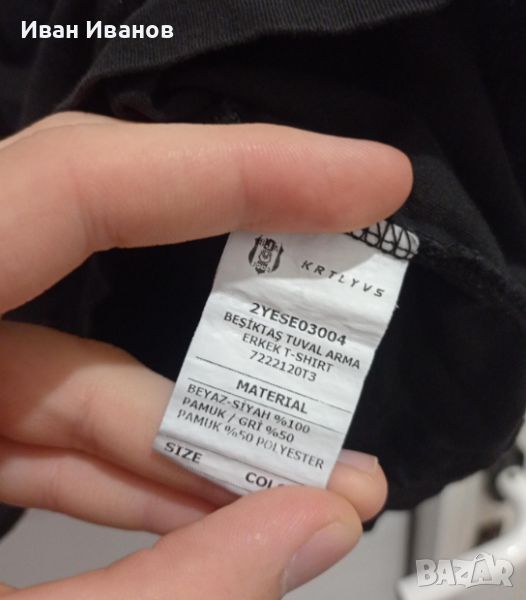 Иван Иванов
KRTLYVS
2YESE03004
BEŞİKTAŞ TUVAL ARMA
ERKEK T-SHIRT
7222120T3
MATERIAL
BEYAZ-SİYAH %100
PAMUK / GRİ %50
PAMUK %50 POLYESTER
SIZE COLO
BAZAR